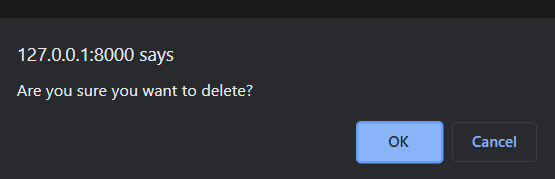 127.0.0.1:8000 says
Are you sure you want to delete?
OK
Cancel